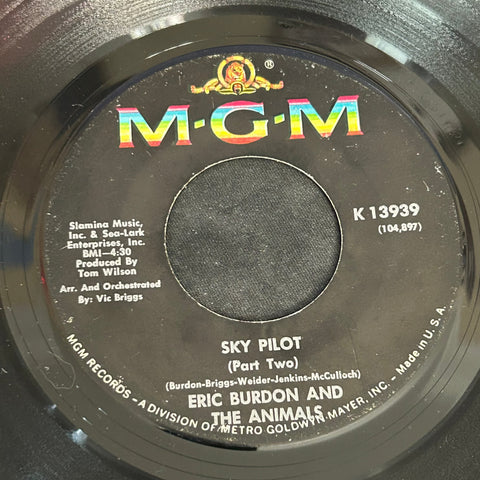 ®
M·G·M
K 13939
(104,897)
Slamina Music,
Inc. & Sea-Lark
Enterprises, Inc.
BMI—4:30
Produced By
Tom Wilson
Arr. And Orchestrated
By: Vic Briggs
SKY PILOT
(Part Two)
(Burdon-Briggs-Weider-Jenkins-McCulloch)
ERIC BURDON AND
THE ANIMALS
MGM RECORDS - A DIVISION OF METRO GOLDWYN MAYER, INC. - Made in U.S.A.